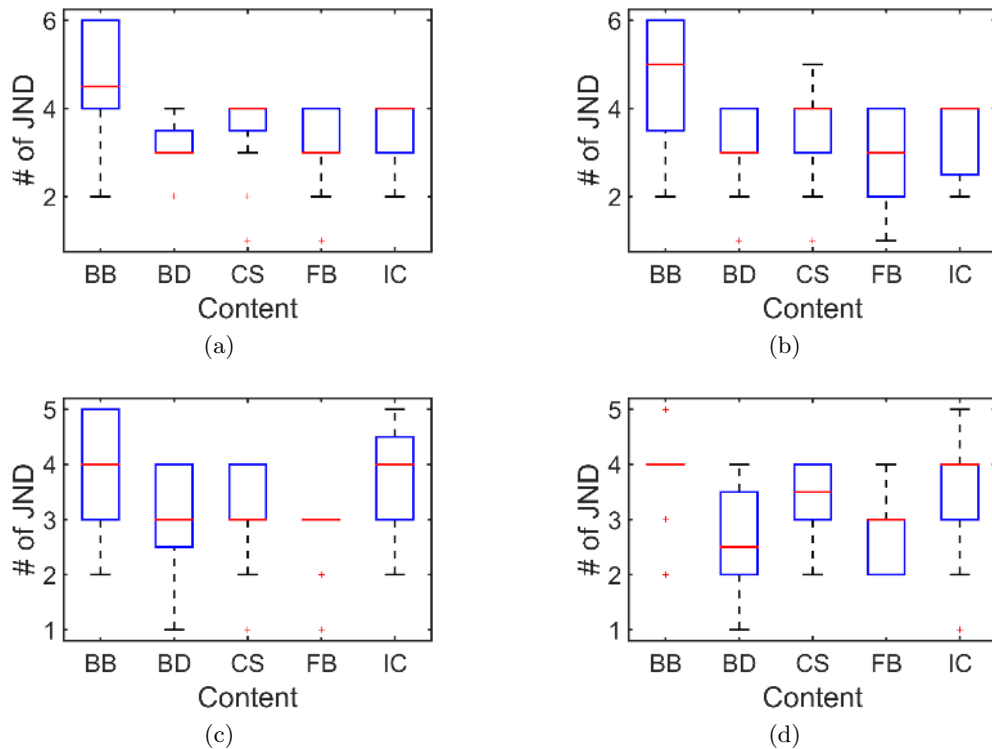 6
4
2
# of JND
BB BD CS FB IC
Content
(a)
6
4
2
# of JND
BB BD CS FB IC
Content
(b)
5
4
3
2
1
# of JND
BB BD CS FB IC
Content
(c)
5
4
3
2
1
# of JND
BB BD CS FB IC
Content
(d)